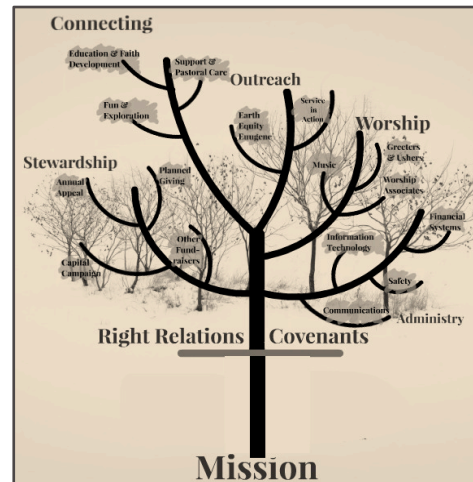 Connecting
Education & Faith
Development
Support &
Pastoral Care
Fun &
Exploration
Outreach
Service
in
Action
Earth
Equity
Eougene
Worship
Greeters
& Ushers
Music
Worship
Associates
Stewardship
Annual
Appeal
Planned
Giving
Capital
Campaign
Other
Fund-
raisers
Financial
Systems
Information
Technology
Safety
Communications
Administry
Right Relations
Covenants
Mission